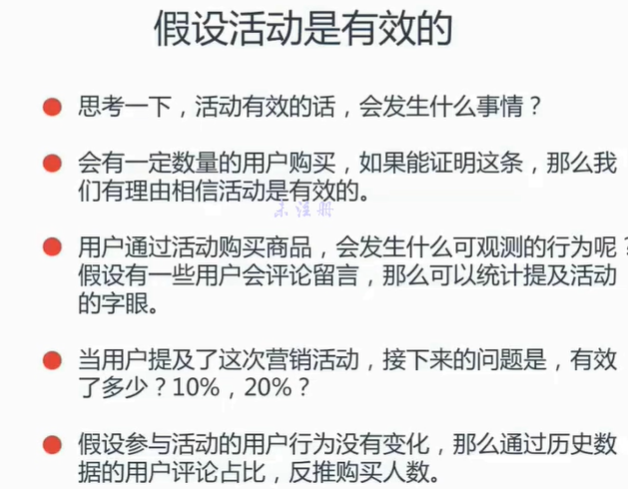 假设活动是有效的
思考一下，活动有效的话，会发生什么事情？
会有一定数量的用户购买，如果能证明这条，那么我
们有理由相信活动是有效的。
未注册
用户通过活动购买商品，会发生什么可观测的行为呢？
假设有一些用户会评论留言，那么可以统计提及活动
的字眼。
当用户提及了这次营销活动，接下来的问题是，有效
了多少？10%，20%？
假设参与活动的用户行为没有变化，那么通过历史数
据的用户评论占比，反推购买人数。